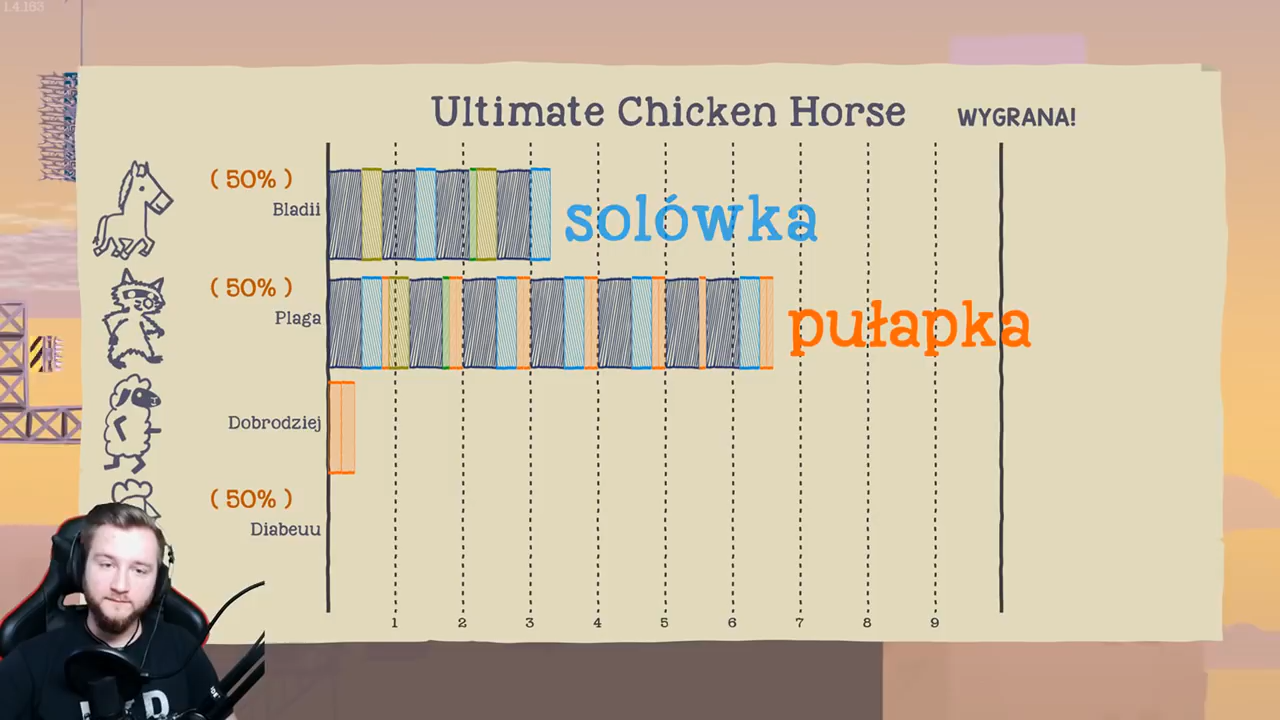 1.4.163
Ultimate Chicken Horse
WYGRANA!
( 50% )
Bladii
solówka
( 50% )
Plaga
pułapka
Dobrodziej
( 50% )
Diabeuu
1 2 3 4 5 6 7 8 9